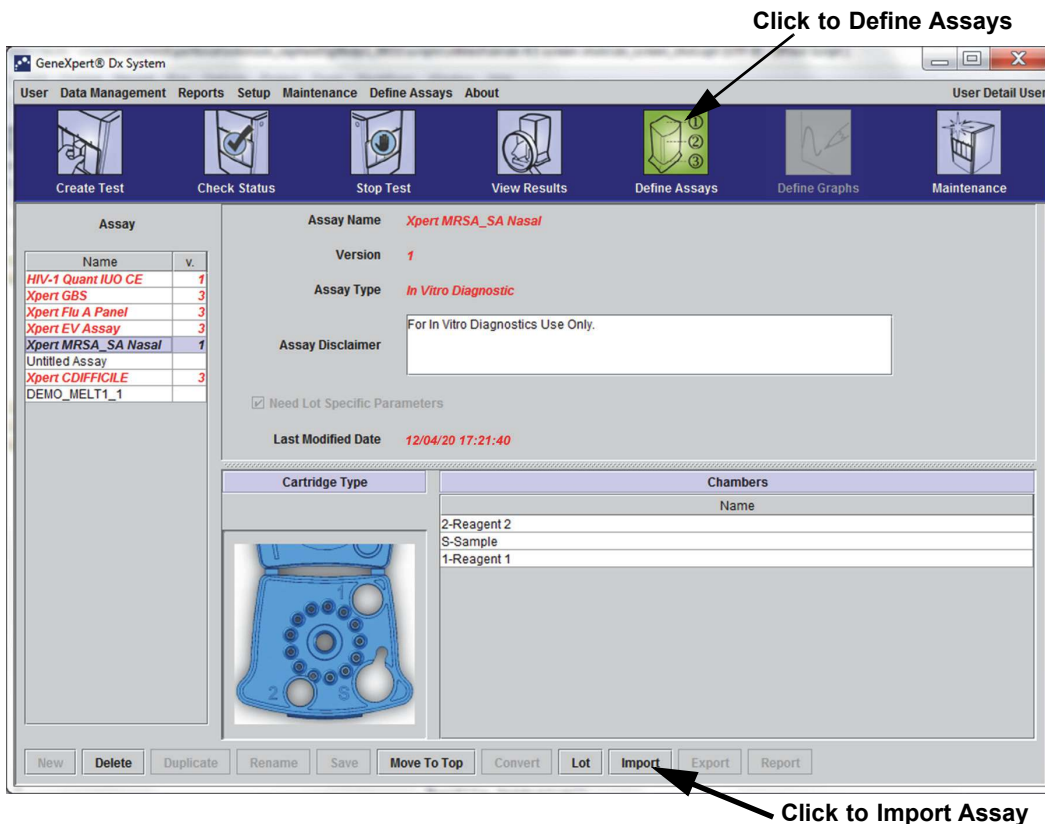 Click to Define Assays
GeneXpert® Dx System
User Data Management Reports Setup Maintenance Define Assays About User Detail User
① ② ③
Create Test Check Status Stop Test View Results Define Assays Define Graphs Maintenance
Assay
Name v.
HIV-1 Quant IUO CE 1
Xpert GBS 3
Xpert Flu A Panel 3
Xpert EV Assay 3
Xpert MRSA_SA Nasal 1
Untitled Assay
Xpert CDIFFICILE 3
DEMO_MELT1_1
Assay Name Xpert MRSA_SA Nasal
Version 1
Assay Type In Vitro Diagnostic
Assay Disclaimer For In Vitro Diagnostics Use Only.
Need Lot Specific Parameters
Last Modified Date 12/04/20 17:21:40
Cartridge Type
1
2 S
Chambers
Name
2-Reagent 2
S-Sample
1-Reagent 1
New Delete Duplicate Rename Save Move To Top Convert Lot Import Export Report
Click to Import Assay